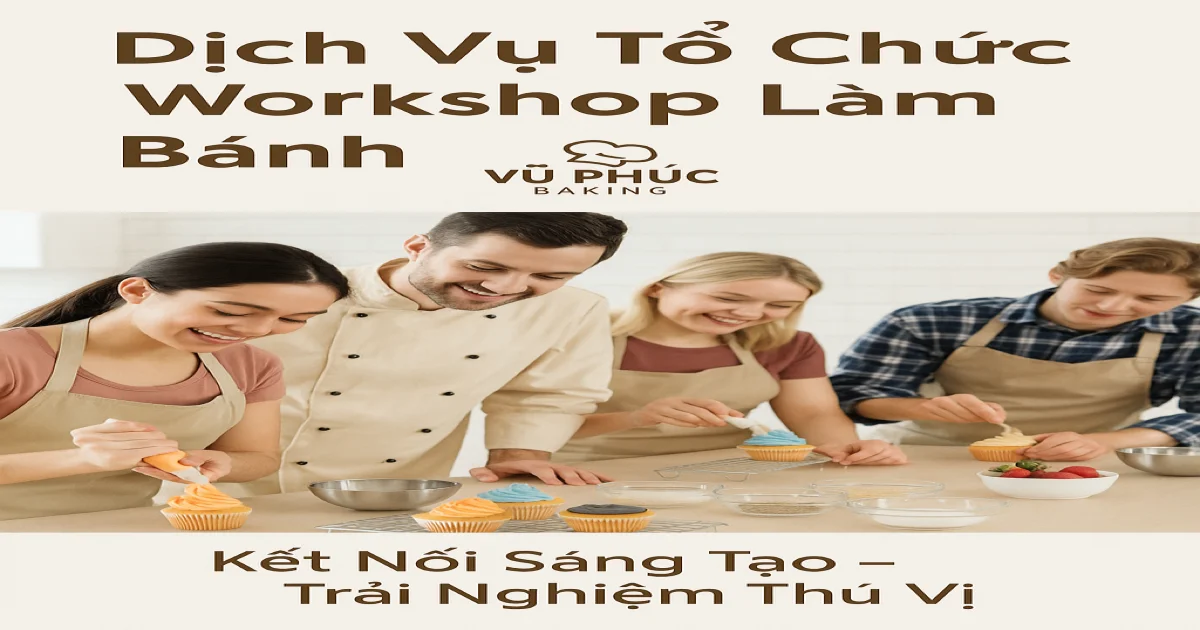 Dịch Vụ Tổ Chức
Workshop Làm
Bánh
VŨ PHÚC
BAKING
Kết Nối Sáng Tạo –
Trải Nghiệm Thú Vị